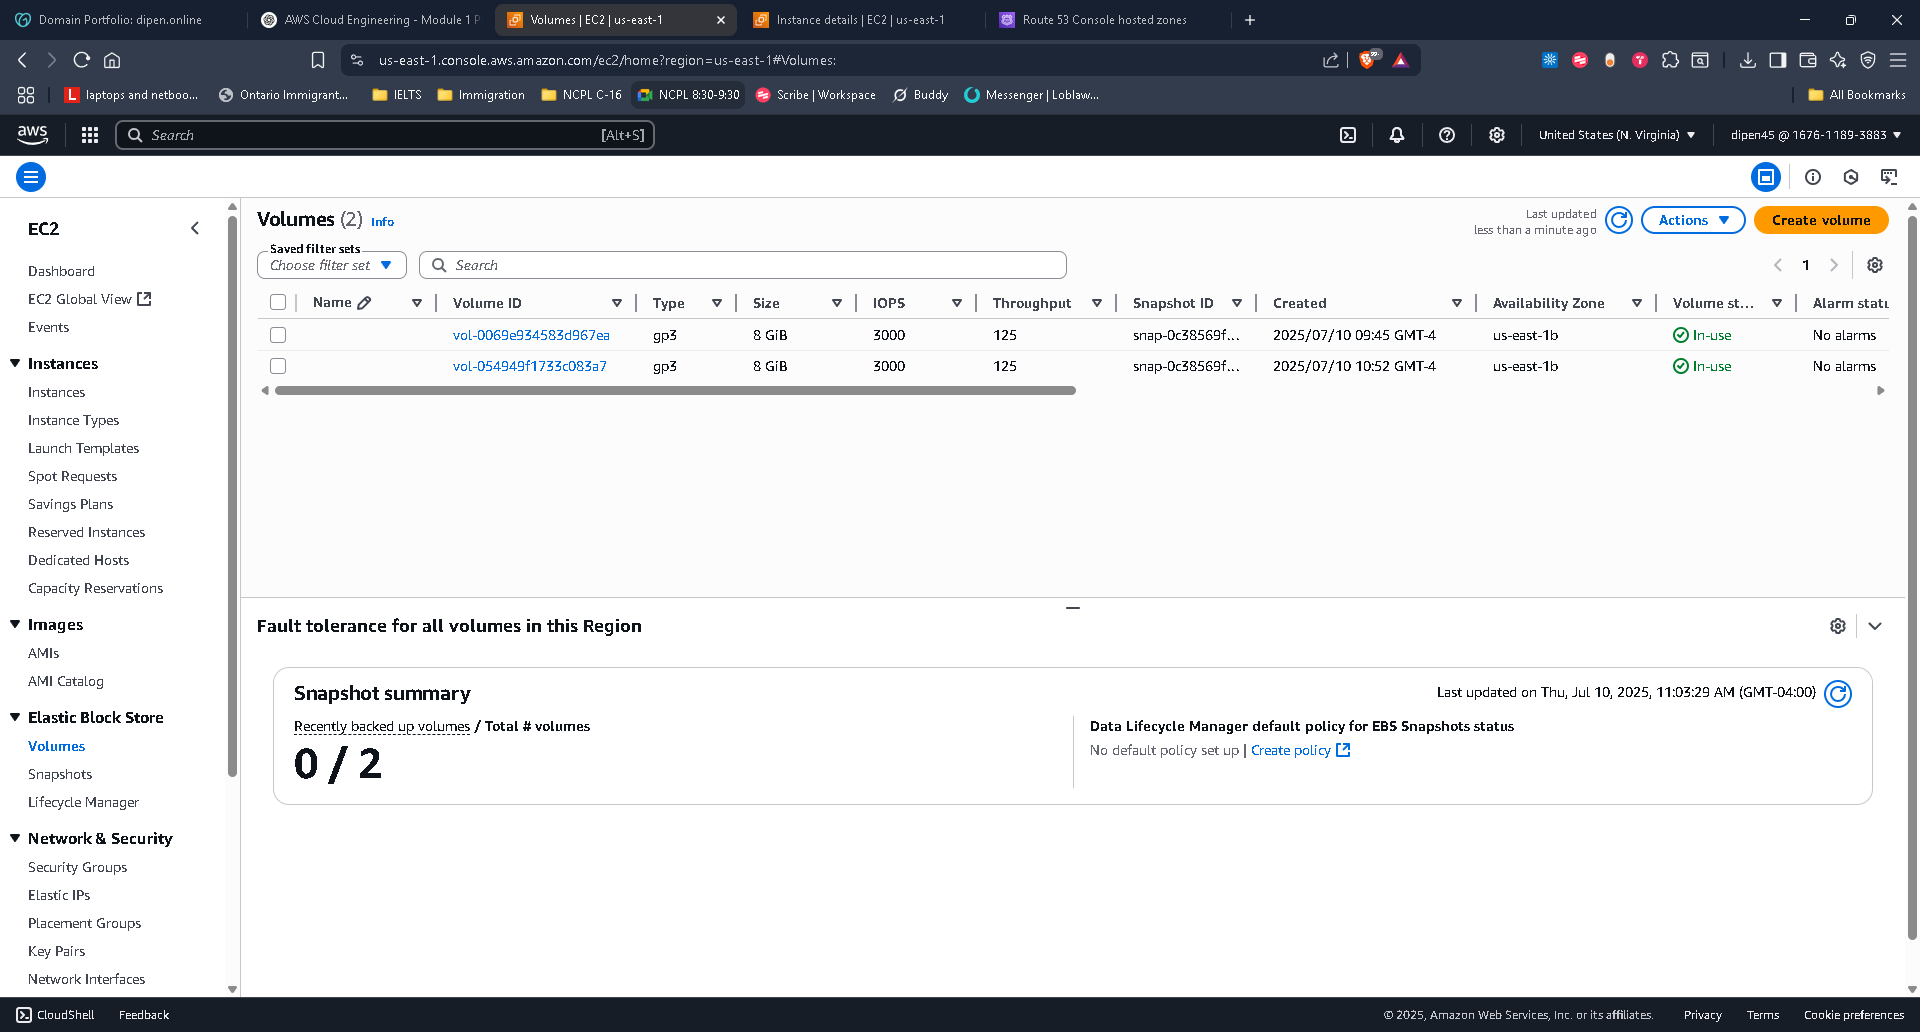 Domain Portfolio: dipen.online
AWS Cloud Engineering - Module 1 P
Volumes | EC2 | us-east-1
Instance details | EC2 | us-east-1
Route 53 Console hosted zones
us-east-1.console.aws.amazon.com/ec2/home?region=us-east-1#Volumes:
99+
laptops and netboo...
Ontario Immigrant...
IELTS
Immigration
NCPL C-16
NCPL 8:30-9:30
Scribe | Workspace
Buddy
Messenger | Loblaw...
All Bookmarks
aws
Search
[Alt+S]
United States (N. Virginia)
dipen45 @ 1676-1189-3883
EC2
Dashboard
EC2 Global View
Events
Instances
Instances
Instance Types
Launch Templates
Spot Requests
Savings Plans
Reserved Instances
Dedicated Hosts
Capacity Reservations
Images
AMIs
AMI Catalog
Elastic Block Store
Volumes
Snapshots
Lifecycle Manager
Network & Security
Security Groups
Elastic IPs
Placement Groups
Key Pairs
Network Interfaces
Volumes (2) Info
Last updated
less than a minute ago
Actions
Create volume
Saved filter sets
Choose filter set
Search
1
Name Volume ID Type Size IOPS Throughput Snapshot ID Created Availability Zone Volume st... Alarm statu
vol-0069e934583d967ea gp3 8 GiB 3000 125 snap-0c38569f... 2025/07/10 09:45 GMT-4 us-east-1b In-use No alarms
vol-054949f1733c083a7 gp3 8 GiB 3000 125 snap-0c38569f... 2025/07/10 10:52 GMT-4 us-east-1b In-use No alarms
Fault tolerance for all volumes in this Region
Snapshot summary
Last updated on Thu, Jul 10, 2025, 11:03:29 AM (GMT-04:00)
Recently backed up volumes / Total # volumes
0 / 2
Data Lifecycle Manager default policy for EBS Snapshots status
No default policy set up | Create policy
CloudShell
Feedback
© 2025, Amazon Web Services, Inc. or its affiliates.
Privacy
Terms
Cookie preferences